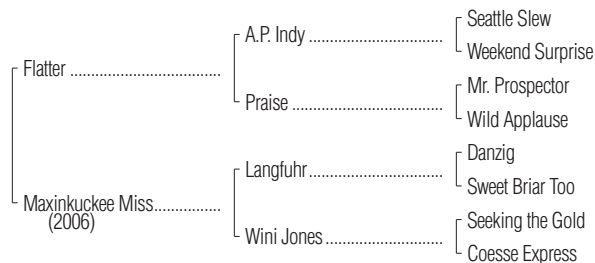 Seattle Slew
A.P. Indy
Weekend Surprise
Flatter
Mr. Prospector
Praise
Wild Applause
Danzig
Langfuhr
Sweet Briar Too
Maxinkuckee Miss
(2006)
Seeking the Gold
Wini Jones
Coesse Express